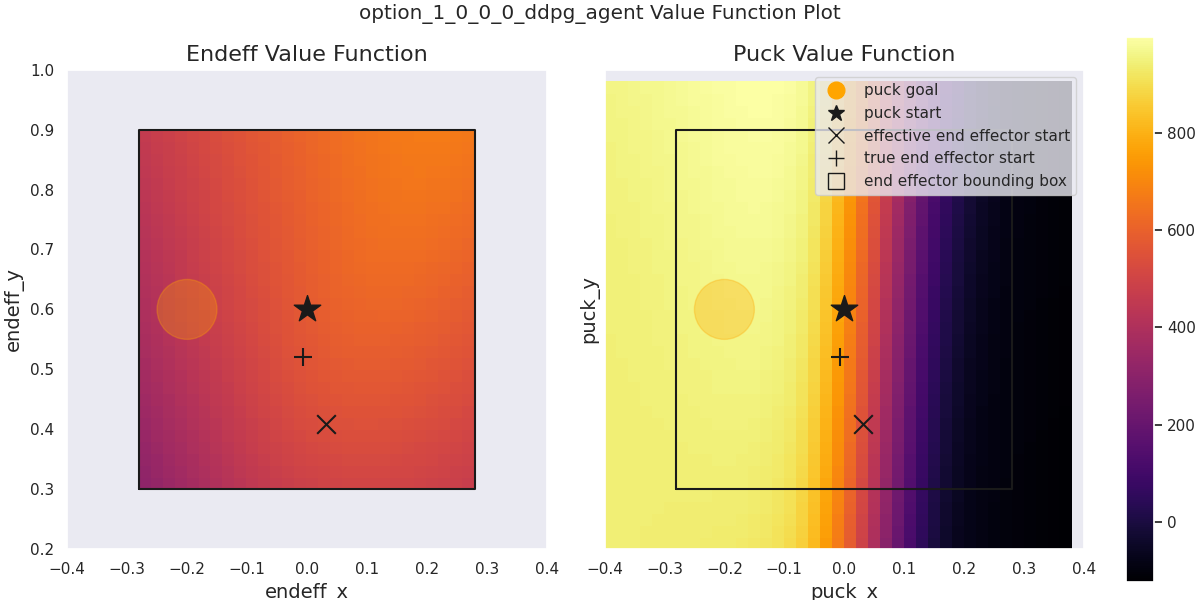 option_1_0_0_0_ddpg_agent Value Function Plot
Endeff Value Function
1.0
0.9
0.8
0.7
0.6
0.5
0.4
0.3
0.2
endeff_y
−0.4 −0.3 −0.2 −0.1 0.0 0.1 0.2 0.3 0.4
endeff_x
Puck Value Function
puck goal
puck start
effective end effector start
true end effector start
end effector bounding box
puck_y
−0.4 −0.3 −0.2 −0.1 0.0 0.1 0.2 0.3 0.4
puck_x
800
600
400
200
0